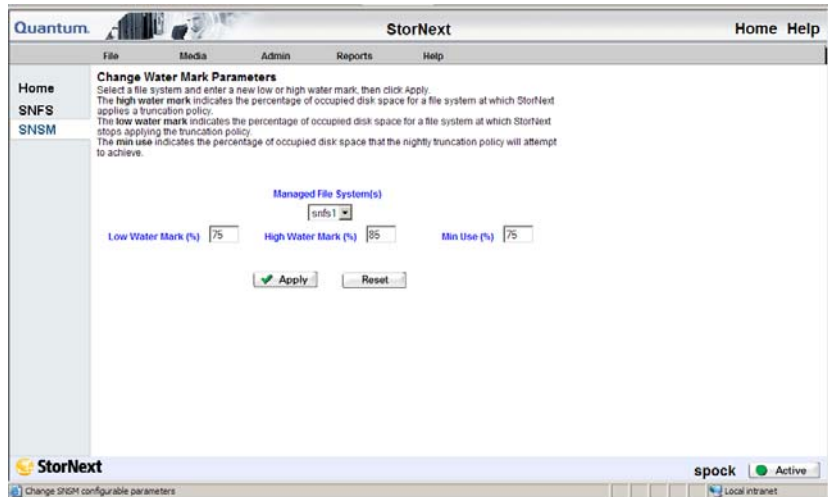 Quantum. StorNext Home Help
File Media Admin Reports Help
Home
SNFS
SNSM
Change Water Mark Parameters
Select a file system and enter a new low or high water mark, then click Apply.
The high water mark indicates the percentage of occupied disk space for a file system at which StorNext
applies a truncation policy.
The low water mark indicates the percentage of occupied disk space for a file system at which StorNext
stops applying the truncation policy.
The min use indicates the percentage of occupied disk space that the nightly truncation policy will attempt
to achieve.
Managed File System(s)
snfs1
Low Water Mark (%) 75 High Water Mark (%) 85 Min Use (%) 75
Apply Reset
StorNext spock Active
Change SNSM configurable parameters Local intranet